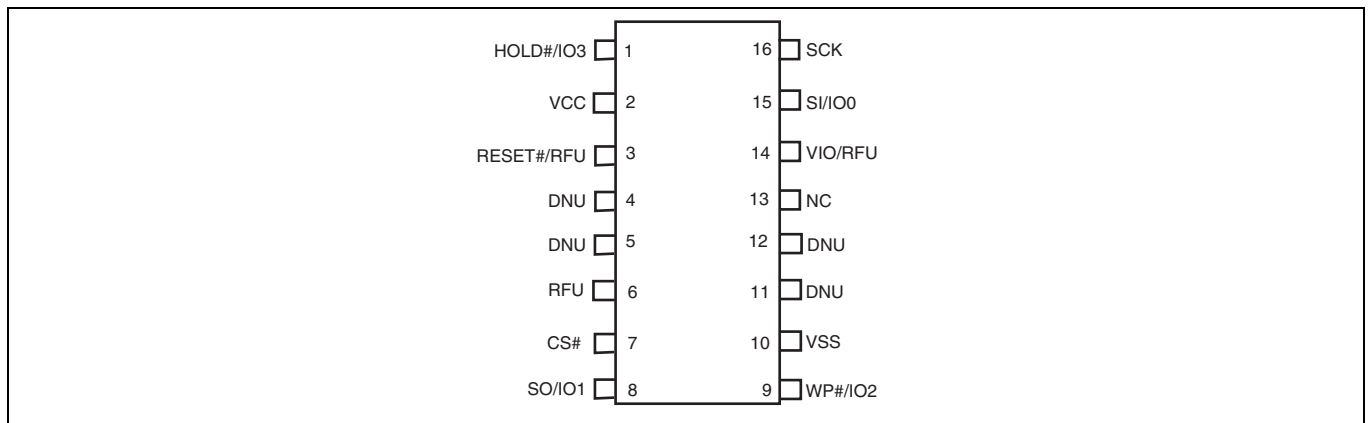 HOLD#/IO3 1 16 SCK
VCC 2 15 SI/IO0
RESET#/RFU 3 14 VIO/RFU
DNU 4 13 NC
DNU 5 12 DNU
RFU 6 11 DNU
CS# 7 10 VSS
SO/IO1 8 9 WP#/IO2